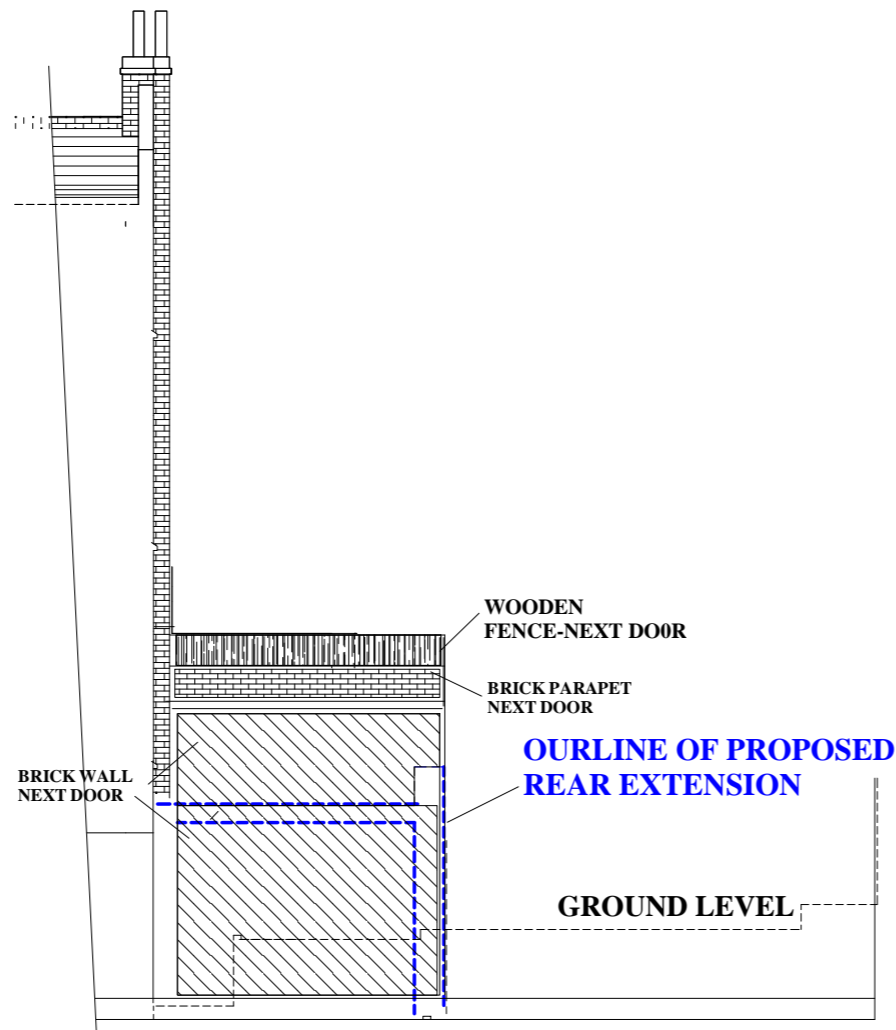 WOODEN
FENCE-NEXT DO0R
BRICK PARAPET
NEXT DOOR
OURLINE OF PROPOSED
REAR EXTENSION
BRICK WALL
NEXT DOOR
GROUND LEVEL